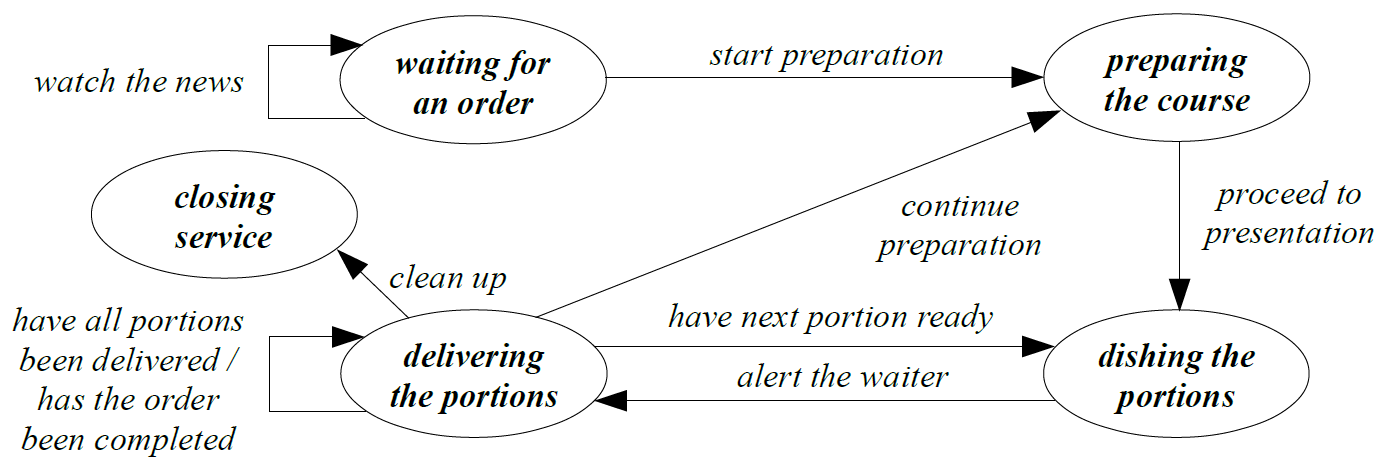 watch the news
waiting for
an order
start preparation
preparing
the course
closing
service
clean up
continue
preparation
proceed to
presentation
have all portions
been delivered /
has the order
been completed
delivering
the portions
have next portion ready
alert the waiter
dishing the
portions